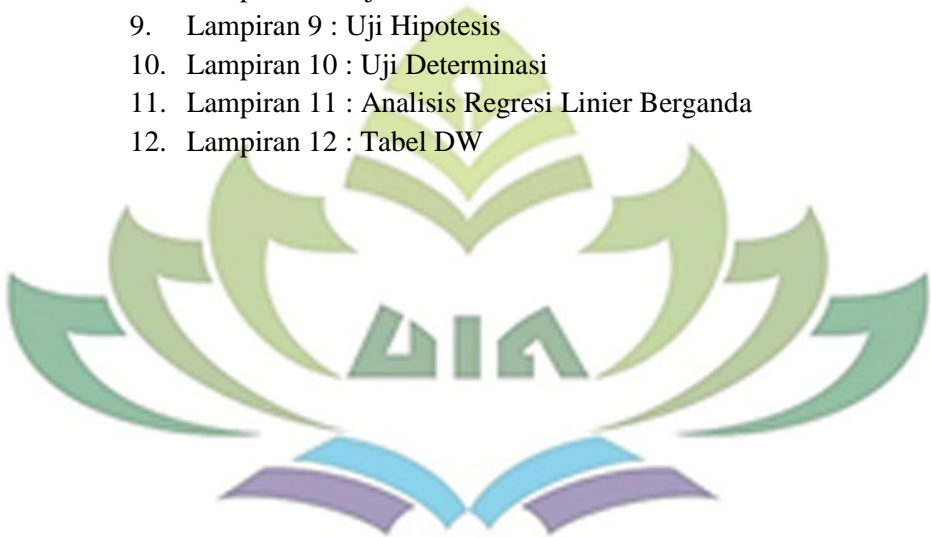 9. Lampiran 9 : Uji Hipotesis
10. Lampiran 10 : Uji Determinasi
11. Lampiran 11 : Analisis Regresi Linier Berganda
12. Lampiran 12 : Tabel DW
UIN